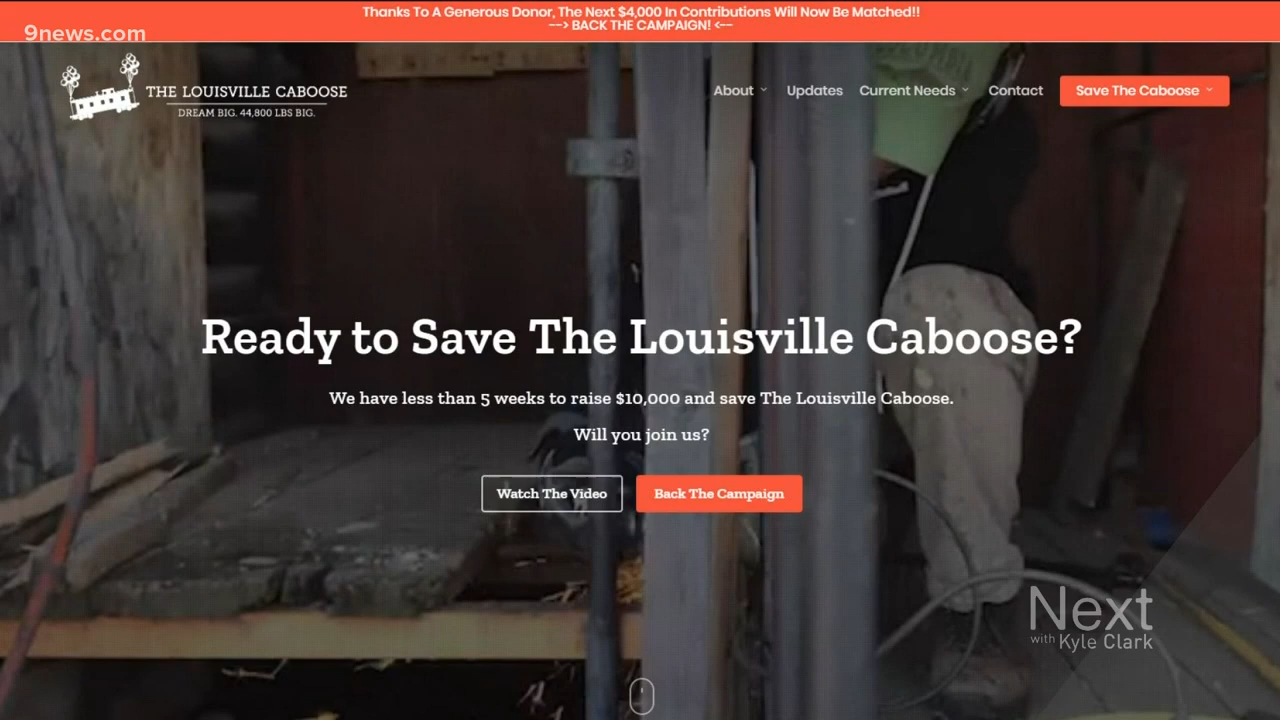 Thanks To A Generous Donor, The Next $4,000 In Contributions Will Now Be Matched!!
––> BACK THE CAMPAIGN! <––
9news.com
THE LOUISVILLE CABOOSE
DREAM BIG. 44,800 LBS BIG.
About Updates Current Needs Contact Save The Caboose
Ready to Save The Louisville Caboose?
We have less than 5 weeks to raise $10,000 and save The Louisville Caboose.
Will you join us?
Watch The Video Back The Campaign
Next
with Kyle Clark